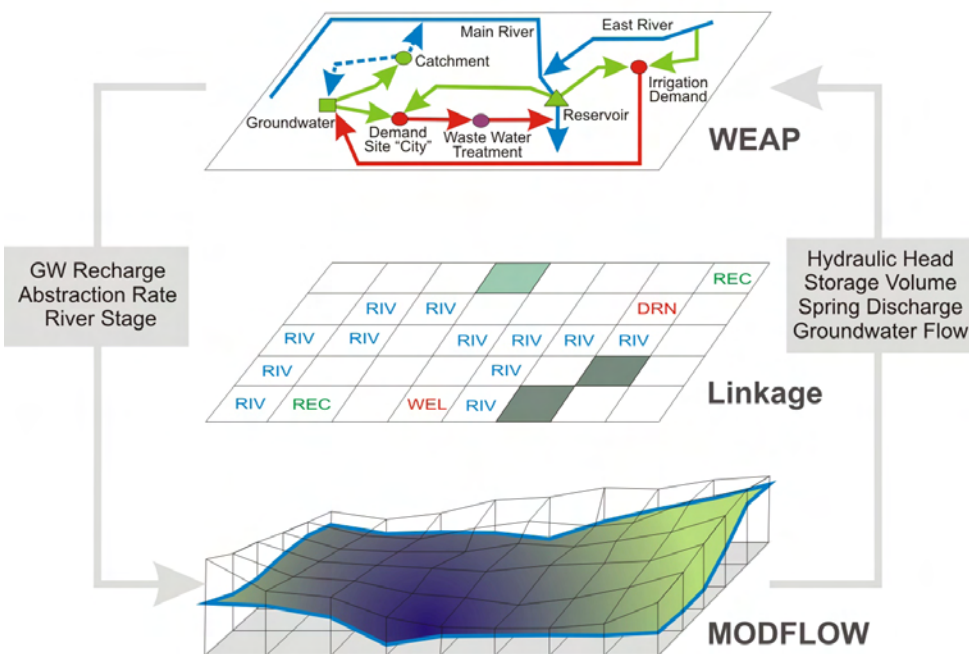 Main River
East River
Catchment
Groundwater
Demand
Site "City"
Waste Water
Treatment
Reservoir
Irrigation
Demand
WEAP
GW Recharge
Abstraction Rate
River Stage
Hydraulic Head
Storage Volume
Spring Discharge
Groundwater Flow
REC
RIV RIV DRN
RIV RIV RIV RIV RIV RIV
RIV RIV
RIV REC WEL RIV
Linkage
MODFLOW